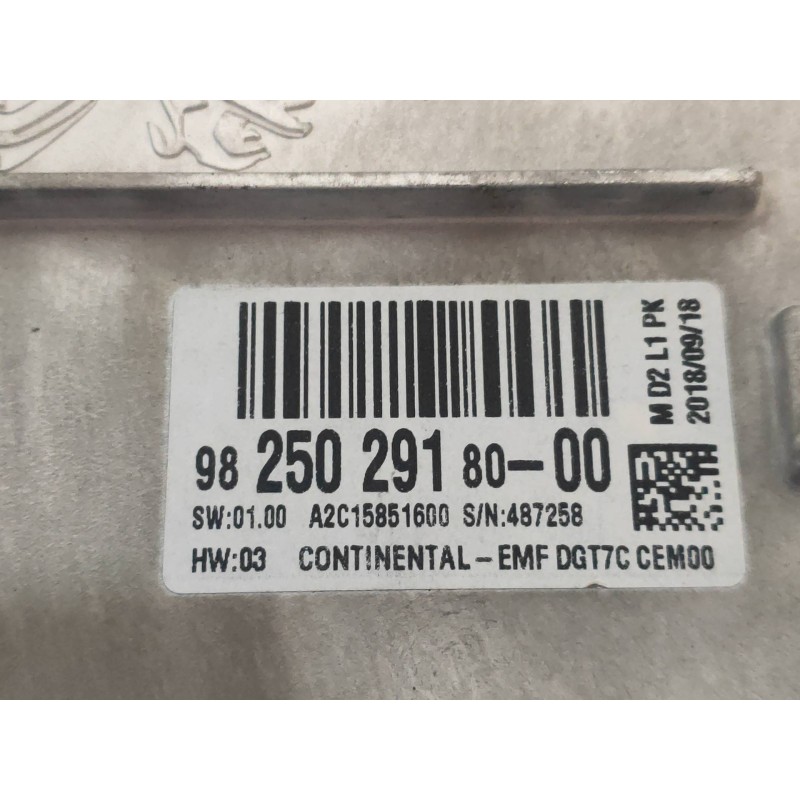 98 250 291 80-00
SW:01.00 A2C15851600 S/N:487258
HW:03 CONTINENTAL-EMF DGT7C CEM00
M D2 L1 PK
2018/09/18